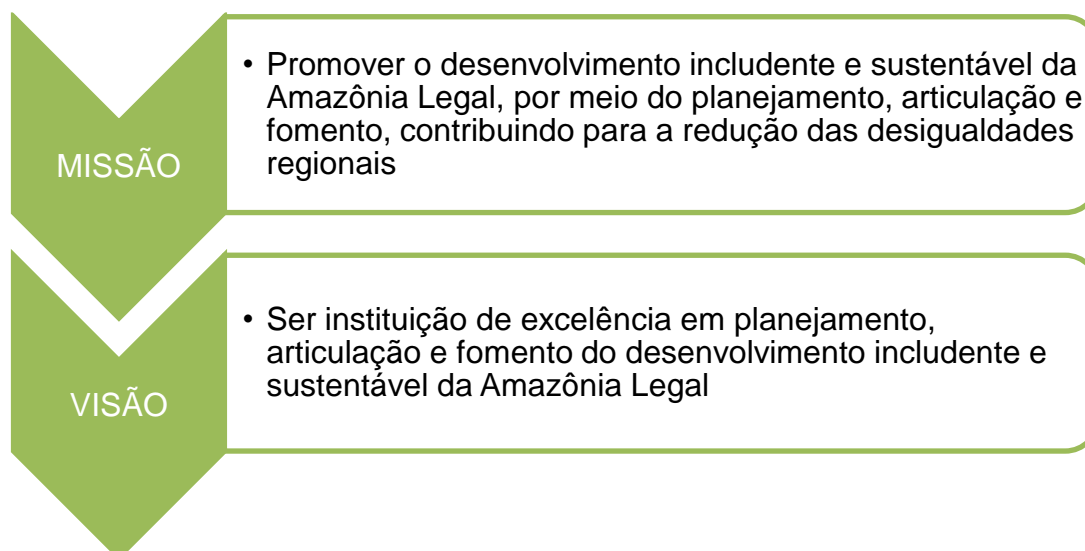 MISSÃO
• Promover o desenvolvimento includente e sustentável da
Amazônia Legal, por meio do planejamento, articulação e
fomento, contribuindo para a redução das desigualdades
regionais
VISÃO
• Ser instituição de excelência em planejamento,
articulação e fomento do desenvolvimento includente e
sustentável da Amazônia Legal